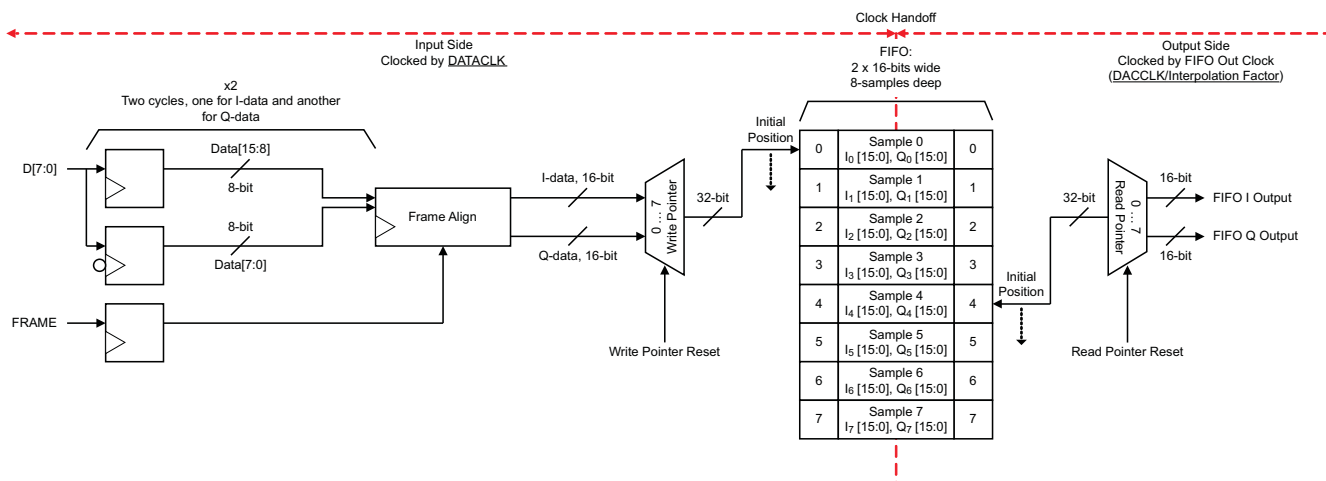 Clock Handoff
Input Side
Clocked by DATACLK
FIFO:
2 x 16-bits wide
8-samples deep
Output Side
Clocked by FIFO Out Clock
(DACCLK/Interpolation Factor)
x2
Two cycles, one for I-data and another
for Q-data
D[7:0]
Data[15:8]
8-bit
8-bit
Data[7:0]
FRAME
Frame Align
I-data, 16-bit
Q-data, 16-bit
0 ... 7
Write Pointer
Write Pointer Reset
32-bit
Initial
Position
0
Sample 0
I0 [15:0], Q0 [15:0]
0
1
Sample 1
I1 [15:0], Q1 [15:0]
1
2
Sample 2
I2 [15:0], Q2 [15:0]
2
3
Sample 3
I3 [15:0], Q3 [15:0]
3
4
Sample 4
I4 [15:0], Q4 [15:0]
4
5
Sample 5
I5 [15:0], Q5 [15:0]
5
6
Sample 6
I6 [15:0], Q6 [15:0]
6
7
Sample 7
I7 [15:0], Q7 [15:0]
7
Initial
Position
32-bit
0 ... 7
Read Pointer
Read Pointer Reset
16-bit
FIFO I Output
FIFO Q Output
16-bit